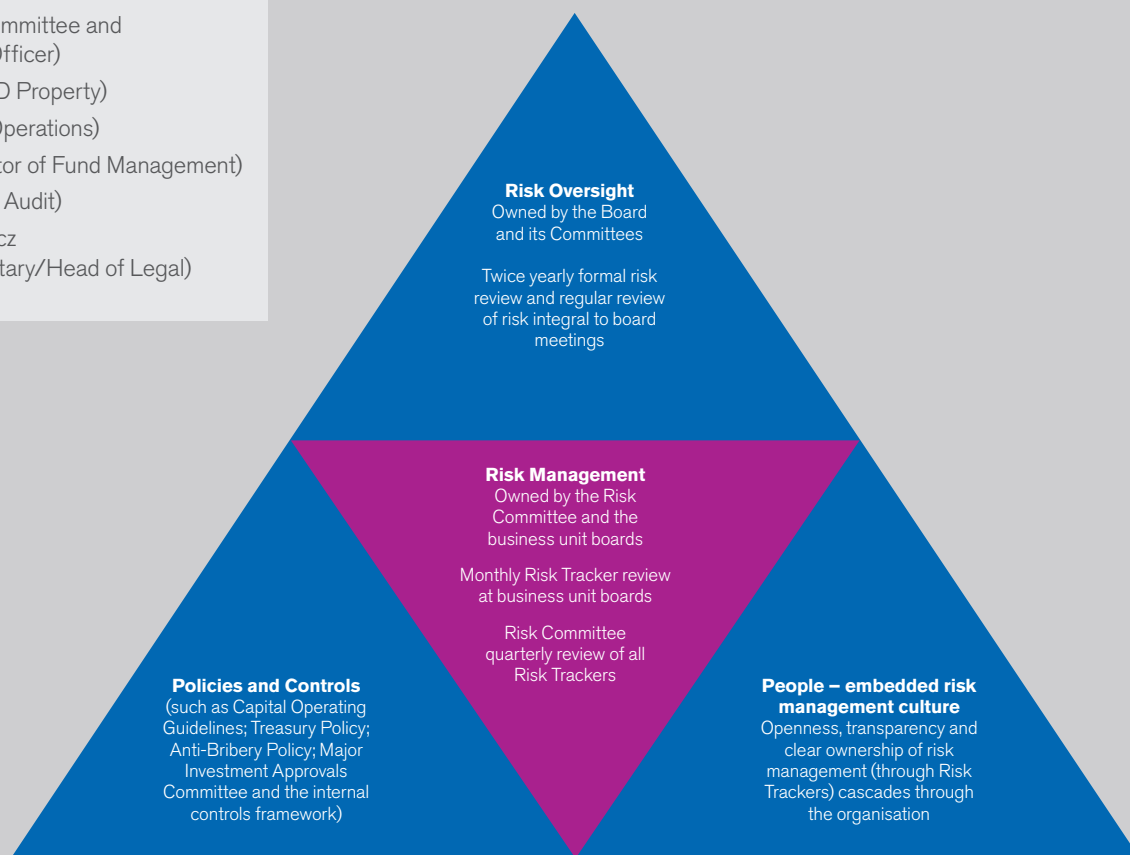 mmittee and
Officer)
D Property)
Operations)
tor of Fund Management)
Audit)
cz
tary/Head of Legal)
Risk Oversight
Owned by the Board
and its Committees
Twice yearly formal risk
review and regular review
of risk integral to board
meetings
Risk Management
Owned by the Risk
Committee and the
business unit boards
Monthly Risk Tracker review
at business unit boards
Risk Committee
quarterly review of all
Risk Trackers
Policies and Controls
(such as Capital Operating
Guidelines; Treasury Policy;
Anti-Bribery Policy; Major
Investment Approvals
Committee and the internal
controls framework)
People – embedded risk
management culture
Openness, transparency and
clear ownership of risk
management (through Risk
Trackers) cascades through
the organisation